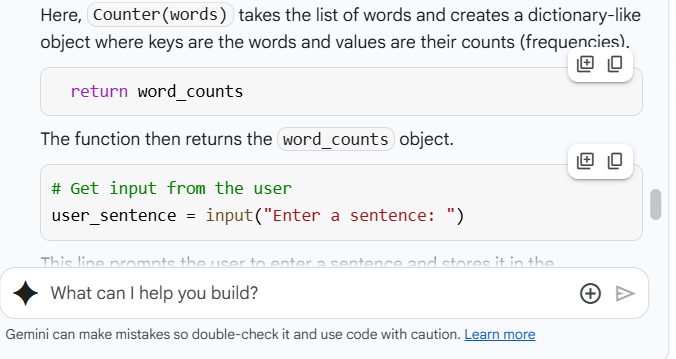 Here, Counter(words) takes the list of words and creates a dictionary-like
object where keys are the words and values are their counts (frequencies).
return word_counts
The function then returns the word_counts object.
# Get input from the user
user_sentence = input("Enter a sentence: ")
This line prompts the user to enter a sentence and stores it in the
What can I help you build?
Gemini can make mistakes so double-check it and use code with caution. Learn more